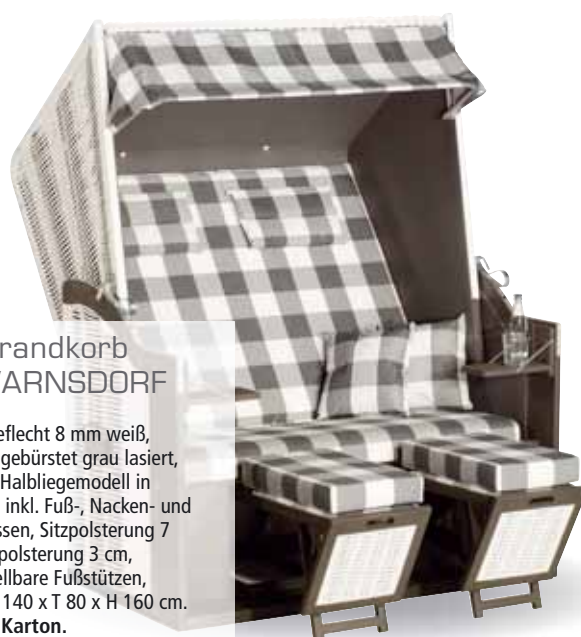 randkorb
ARNSDORF
eflecht 8 mm weiß,
gebürstet grau lasiert,
Halbliegemodell in
inkl. Fuß-, Nacken- und
ssen, Sitzpolsterung 7
polsterung 3 cm,
llbare Fußstützen,
140 x T 80 x H 160 cm.
Karton.